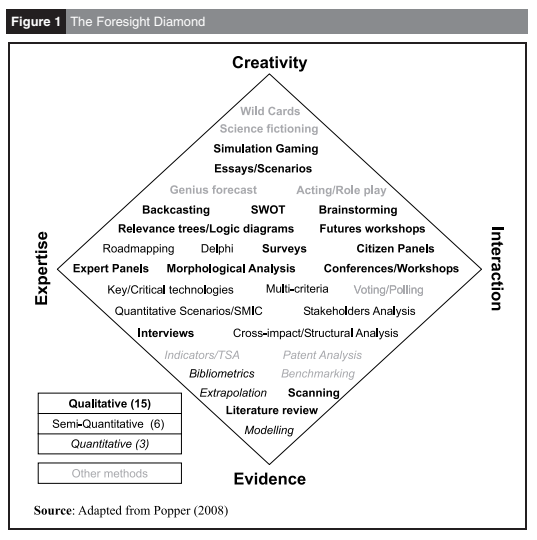 Figure 1 The Foresight Diamond
Creativity
Wild Cards
Science fictioning
Simulation Gaming
Essays/Scenarios
Genius forecast Acting/Role play
Backcasting SWOT Brainstorming
Relevance trees/Logic diagrams Futures workshops
Roadmapping Delphi Surveys Citizen Panels
Expert Panels Morphological Analysis Conferences/Workshops
Key/Critical technologies Multi-criteria Voting/Polling
Quantitative Scenarios/SMIC Stakeholders Analysis
Interviews Cross-impact/Structural Analysis
Indicators/TSA Patent Analysis
Bibliometrics Benchmarking
Extrapolation Scanning
Literature review
Modelling
Evidence
Expertise
Interaction
Qualitative (15)
Semi-Quantitative (6)
Quantitative (3)
Other methods
Source: Adapted from Popper (2008)